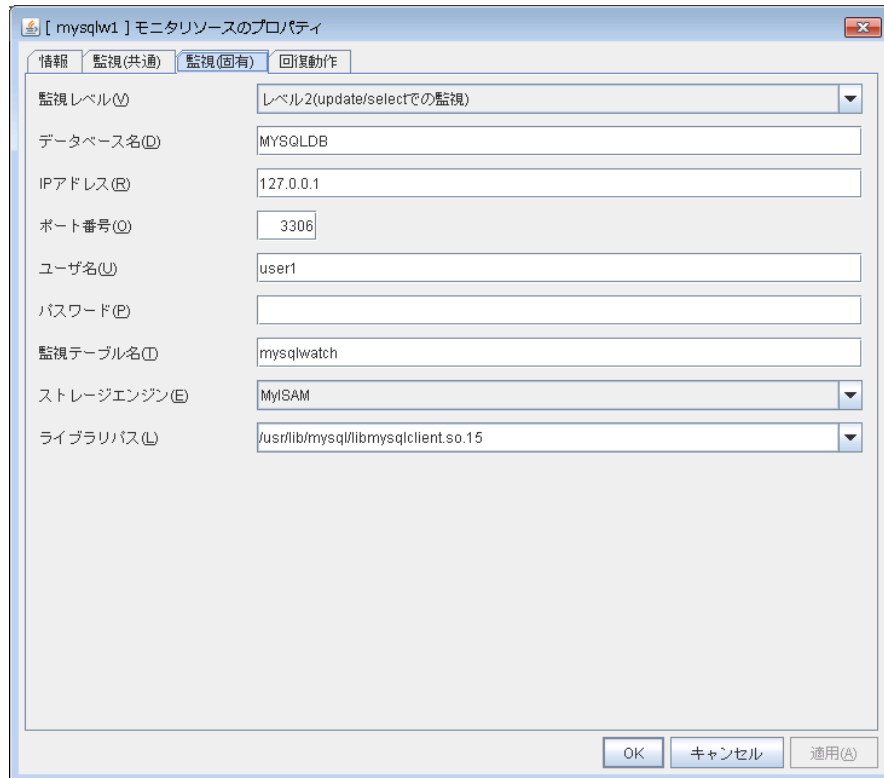 [ mysqlw1 ] モニタリソースのプロパティ
情報 監視(共通) 監視(固有) 回復動作
監視レベル(V) レベル2(update/selectでの監視)
データベース名(D) MYSQLDB
IPアドレス(R) 127.0.0.1
ポート番号(O) 3306
ユーザ名(U) user1
パスワード(P)
監視テーブル名(T) mysqlwatch
ストレージエンジン(E) MyISAM
ライブラリパス(L) /usr/lib/mysql/libmysqlclient.so.15
OK キャンセル 適用(A)